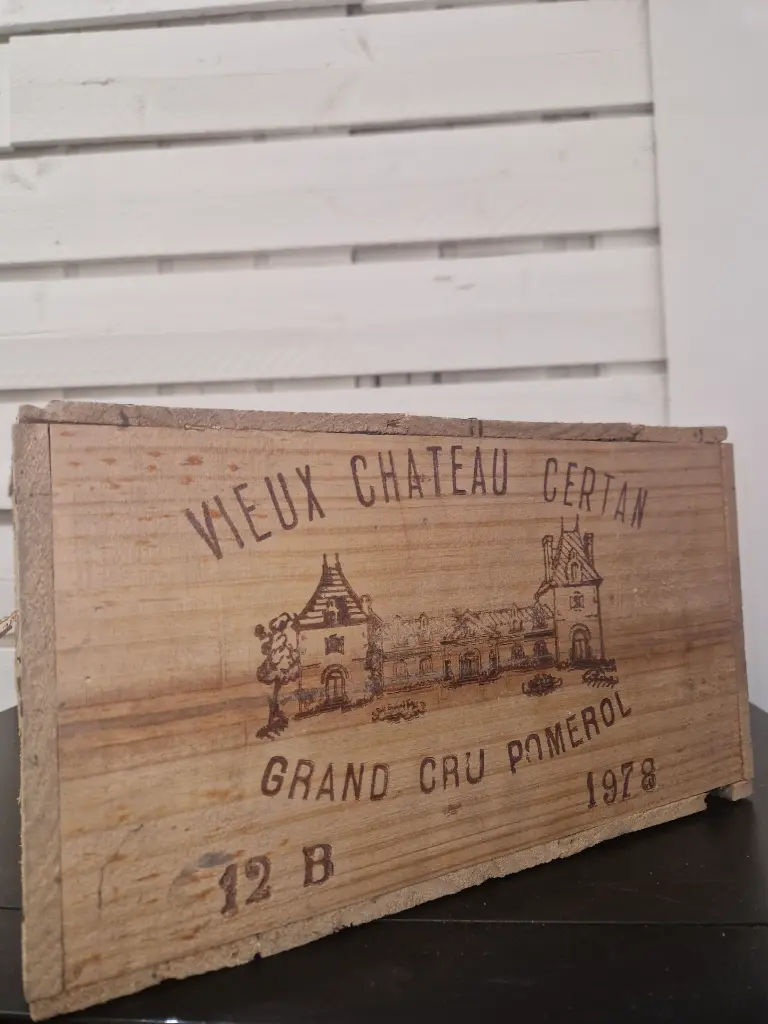 VIEUX CHATEAU CERTAN
GRAND CRU POMEROL
1978
12 B